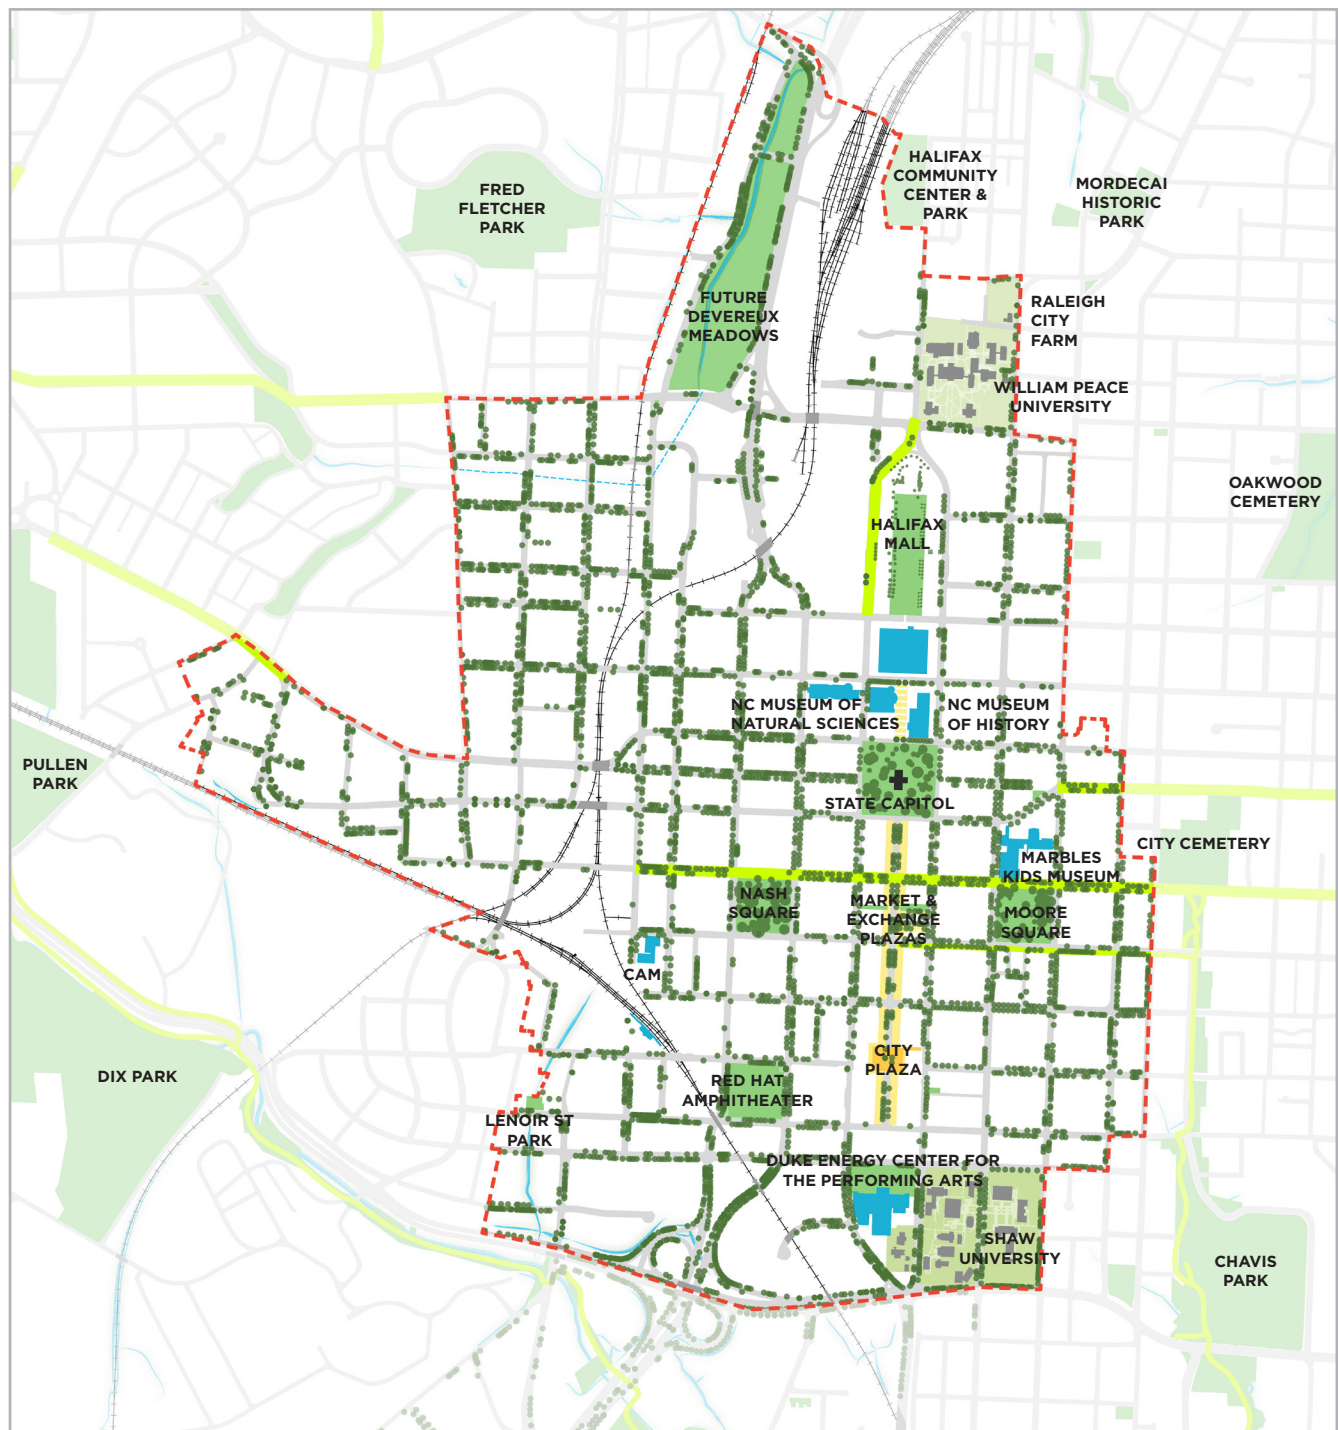 HALIFAX
COMMUNITY
CENTER &
PARK
FRED
FLETCHER
PARK
MORDECAI
HISTORIC
PARK
FUTURE
DEVEREUX
MEADOWS
RALEIGH
CITY
FARM
WILLIAM PEACE
UNIVERSITY
OAKWOOD
CEMETERY
HALIFAX
MALL
NC MUSEUM OF
NATURAL SCIENCES
NC MUSEUM
OF HISTORY
PULLEN
PARK
STATE CAPITOL
CITY CEMETERY
MARBLES
KIDS MUSEUM
NASH
SQUARE
MARKET &
EXCHANGE
PLAZAS
MOORE
SQUARE
CAM
CITY
PLAZA
DIX PARK
RED HAT
AMPHITHEATER
LENOIR ST
PARK
DUKE ENERGY CENTER FOR
THE PERFORMING ARTS
SHAW
UNIVERSITY
CHAVIS
PARK